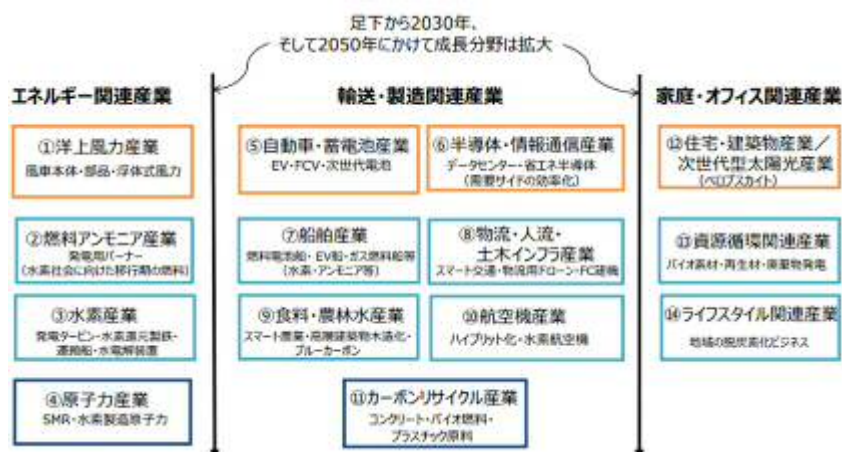 足下から2030年、
そして2050年にかけて成長分野は拡大
エネルギー関連産業
輸送・製造関連産業
家庭・オフィス関連産業
①洋上風力産業
風車本体・部品・浮体式風力
②燃料アンモニア産業
発電用バーナー
(水素社会に向けた移行期の燃料)
③水素産業
発電タービン・水素還元製鉄・
運搬船・水電解装置
④原子力産業
SMR・水素製造原子力
⑤自動車・蓄電池産業
EV・FCV・次世代電池
⑥半導体・情報通信産業
データセンター・省エネ半導体
(需要サイドの効率化)
⑦船舶産業
燃料電池船・EV船・ガス燃料船等
(水素・アンモニア等)
⑧物流・人流・
土木インフラ産業
スマート交通・物流用ドローン・FC建機
⑨食料・農林水産業
スマート農業・高層建築物木造化・
ブルーカーボン
⑩航空機産業
ハイブリット化・水素航空機
⑪カーボンリサイクル産業
コンクリート・バイオ燃料・
プラスチック原料
⑫住宅・建築物産業／
次世代型太陽光産業
(ペロブスカイト)
⑬資源循環関連産業
バイオ素材・再生材・廃棄物発電
⑭ライフスタイル関連産業
地域の脱炭素化ビジネス